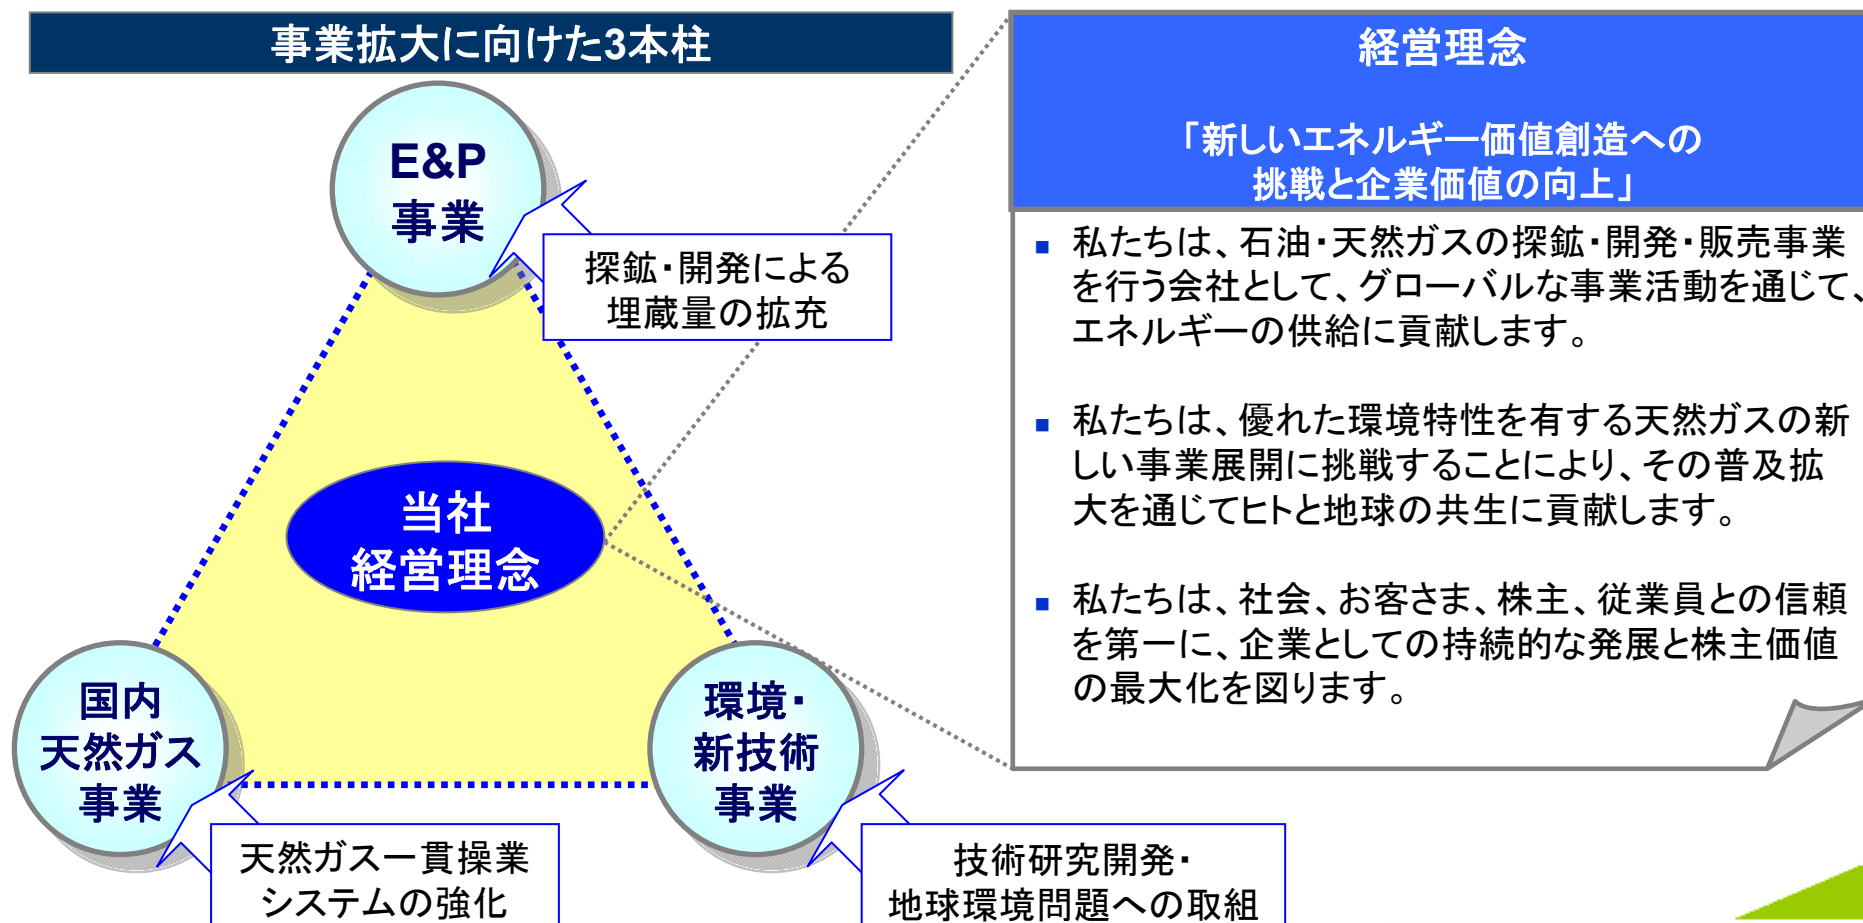 事業拡大に向けた3本柱
E&P
事業
探鉱・開発による
埋蔵量の拡充
当社
経営理念
国内
天然ガス
事業
天然ガス一貫操業
システムの強化
環境・
新技術
事業
技術研究開発・
地球環境問題への取組
経営理念
「新しいエネルギー価値創造への
挑戦と企業価値の向上」
■ 私たちは、石油・天然ガスの探鉱・開発・販売事業
を行う会社として、グローバルな事業活動を通じて、
エネルギーの供給に貢献します。
■ 私たちは、優れた環境特性を有する天然ガスの新
しい事業展開に挑戦することにより、その普及拡
大を通じてヒトと地球の共生に貢献します。
■ 私たちは、社会、お客さま、株主、従業員との信頼
を第一に、企業としての持続的な発展と株主価値
の最大化を図ります。